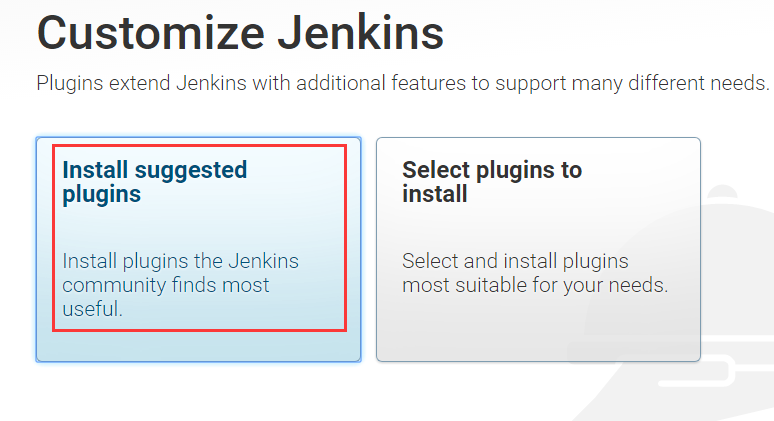 Customize Jenkins
Plugins extend Jenkins with additional features to support many different needs.
Install suggested
plugins
Install plugins the Jenkins
community finds most
useful.
Select plugins to
install
Select and install plugins
most suitable for your needs.